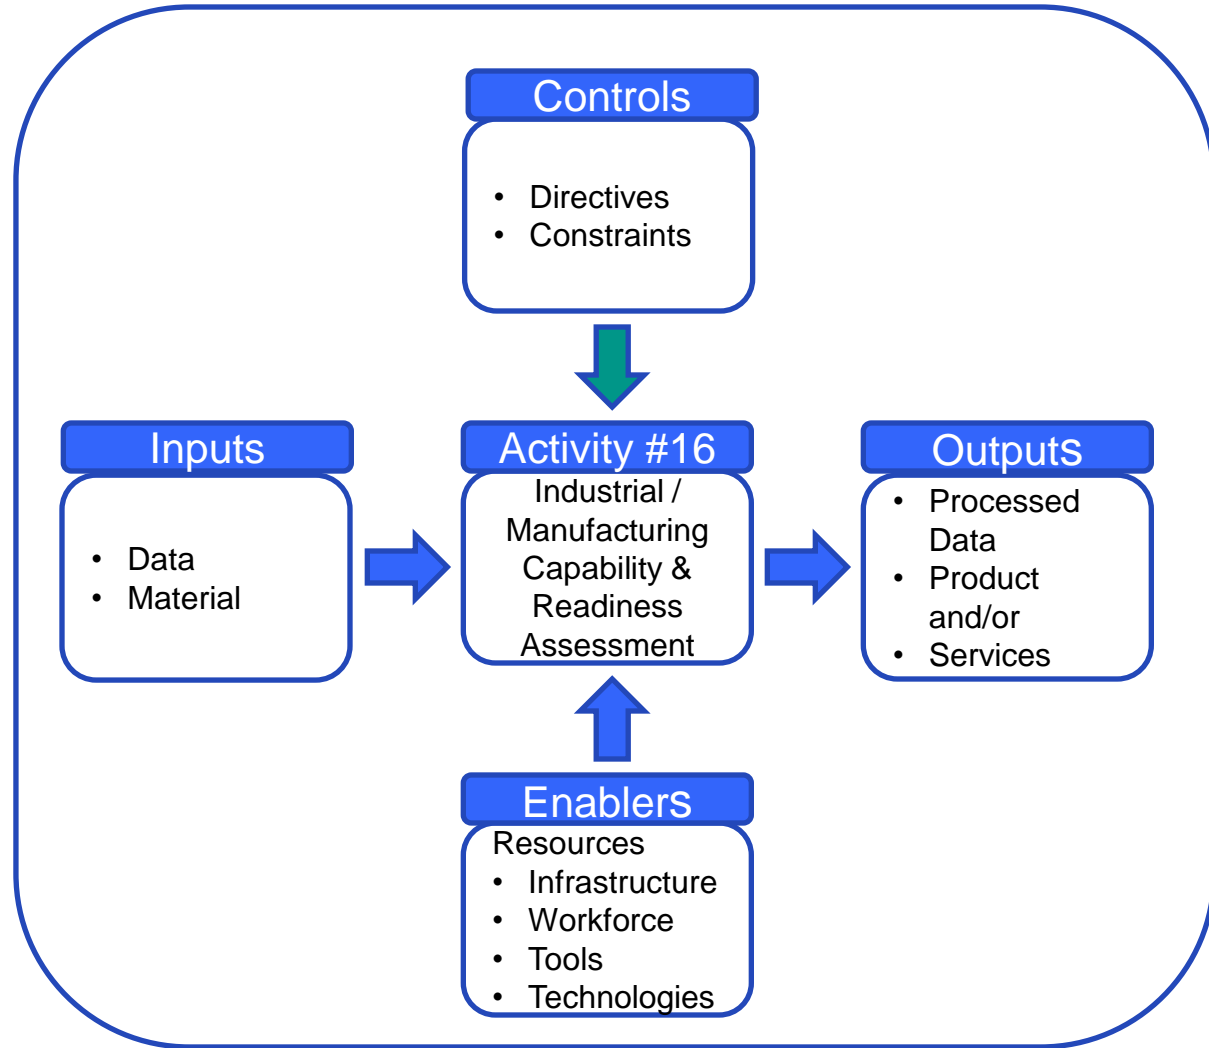 Controls
• Directives
• Constraints
Inputs
• Data
• Material
Activity #16
Industrial /
Manufacturing
Capability &
Readiness
Assessment
Outputs
• Processed
Data
• Product
and/or
• Services
Enablers
Resources
• Infrastructure
• Workforce
• Tools
• Technologies